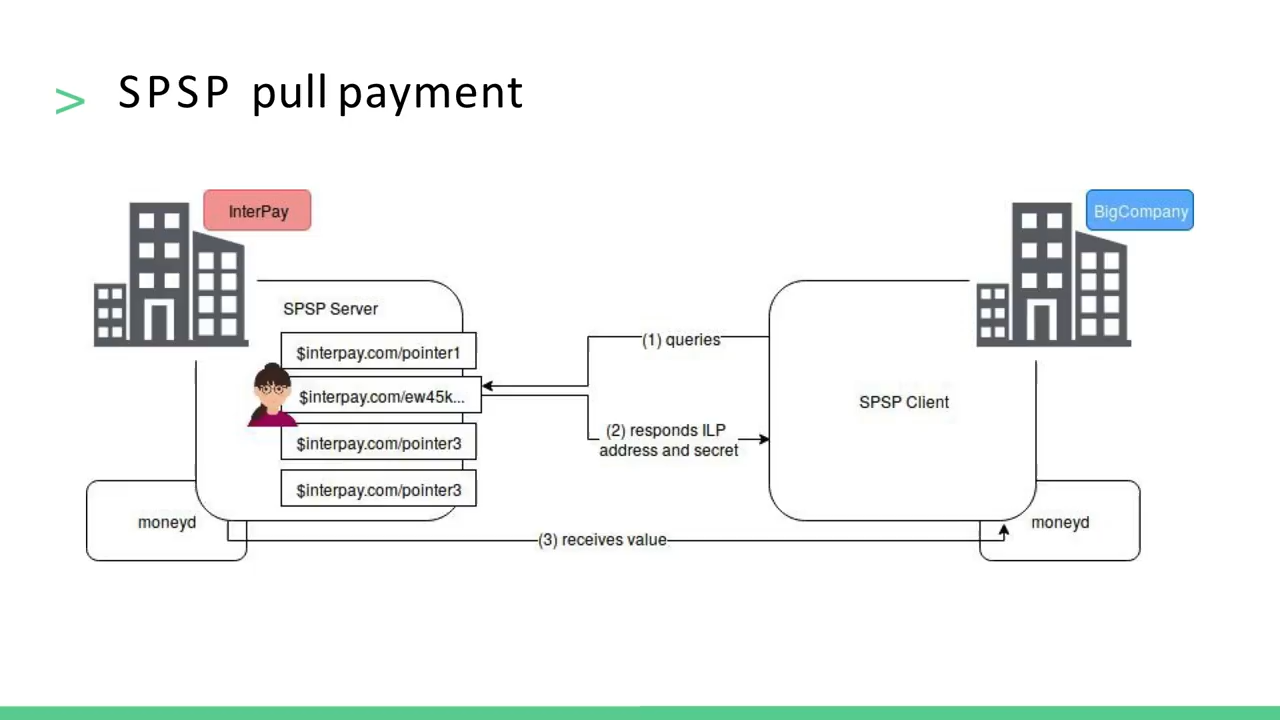 > SPSP pull payment
InterPay
BigCompany
SPSP Server
$interpay.com/pointer1
$interpay.com/ew45k...
$interpay.com/pointer3
$interpay.com/pointer3
(1) queries
(2) responds ILP
address and secret
SPSP Client
moneyd
moneyd
(3) receives value